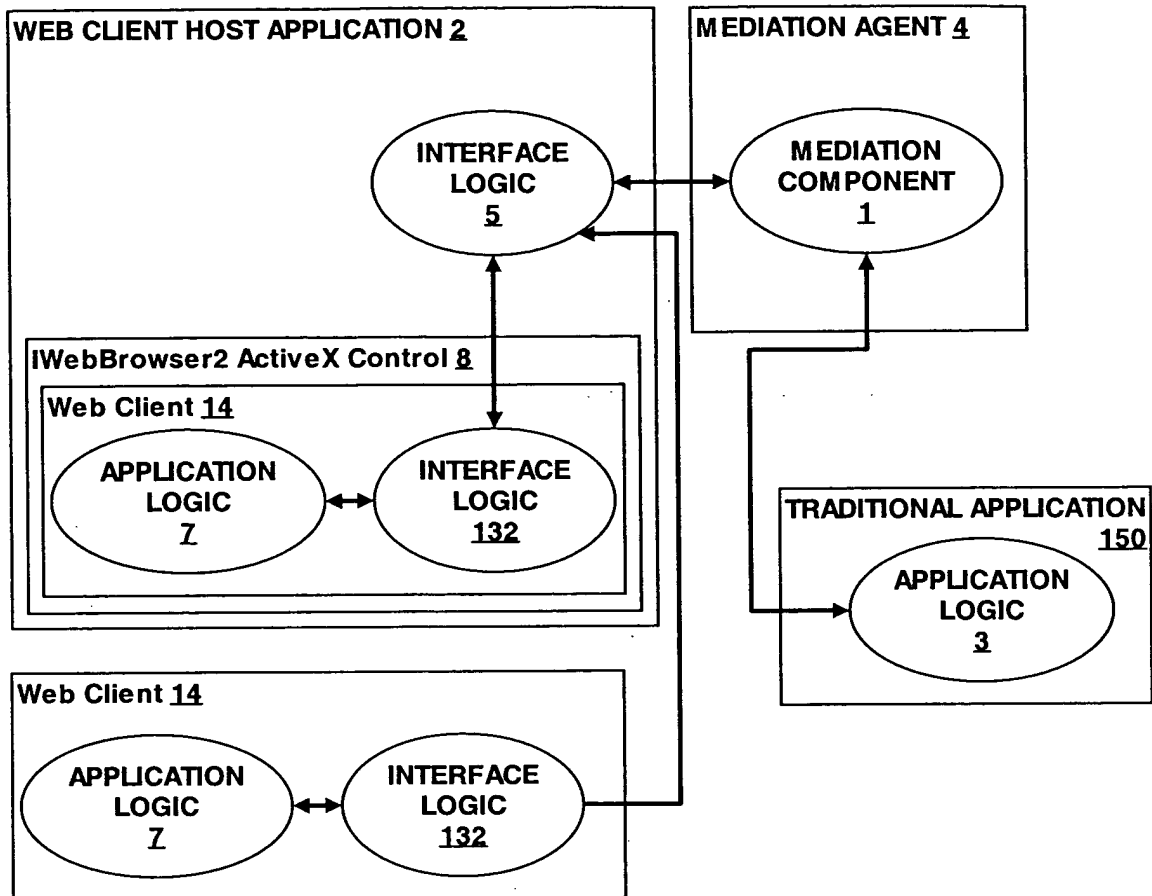 WEB CLIENT HOST APPLICATION 2
MEDIATION AGENT 4
INTERFACE
LOGIC
5
MEDIATION
COMPONENT
1
IWebBrowser2 ActiveX Control 8
Web Client 14
APPLICATION
LOGIC
7
INTERFACE
LOGIC
132
TRADITIONAL APPLICATION
150
APPLICATION
LOGIC
3
Web Client 14
APPLICATION
LOGIC
7
INTERFACE
LOGIC
132